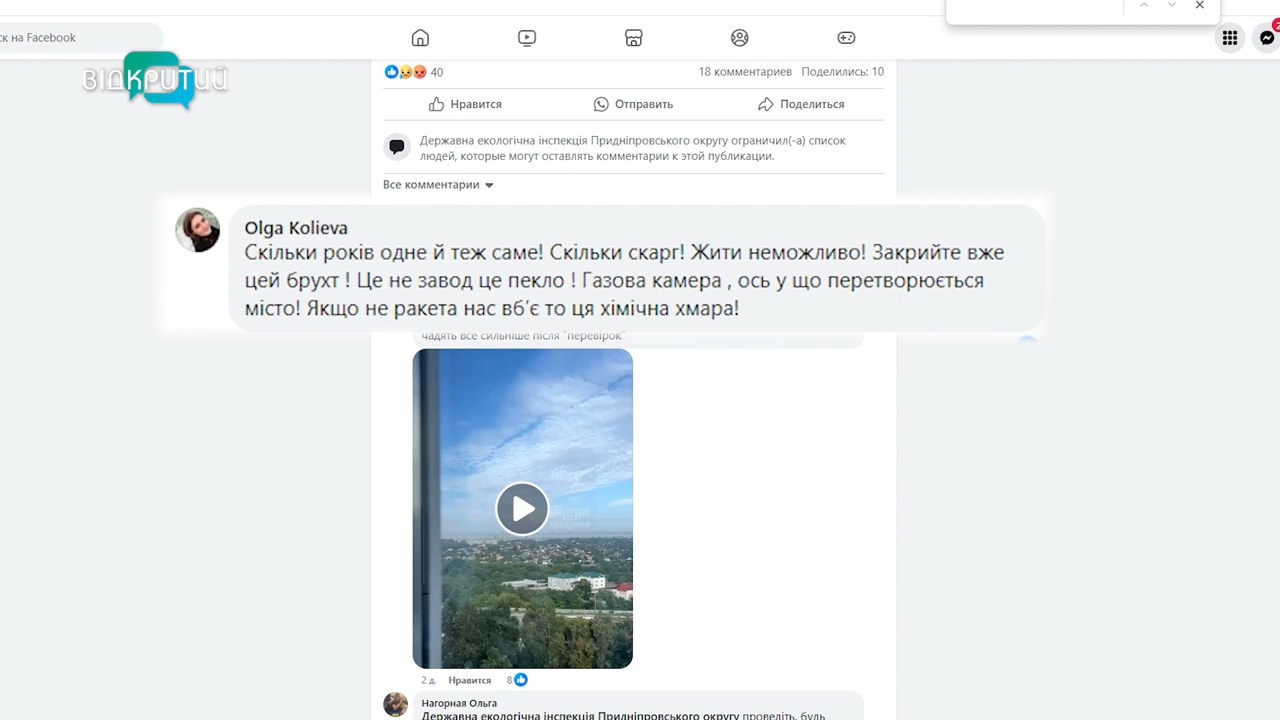 ск на Facebook
ВІДКРИТИЙ
40
18 комментариев Поделились: 10
Нравится Отправить Поделиться
Державна екологічна інспекція Придніпровського округу ограничил(-а) список
людей, которые могут оставлять комментарии к этой публикации.
Все комментарии
Olga Kolieva
Скільки років одне й теж саме! Скільки скарг! Жити неможливо! Закрийте вже
цей брухт ! Це не завод це пекло ! Газова камера , ось у що перетворюється
місто! Якщо не ракета нас вб’є то ця хімічна хмара!
чадять все сильніше після "перевірок"
2 д. Нравится 8
Нагорная Ольга
Державна екологічна інспекція Придніпровського округу проведіть, будь